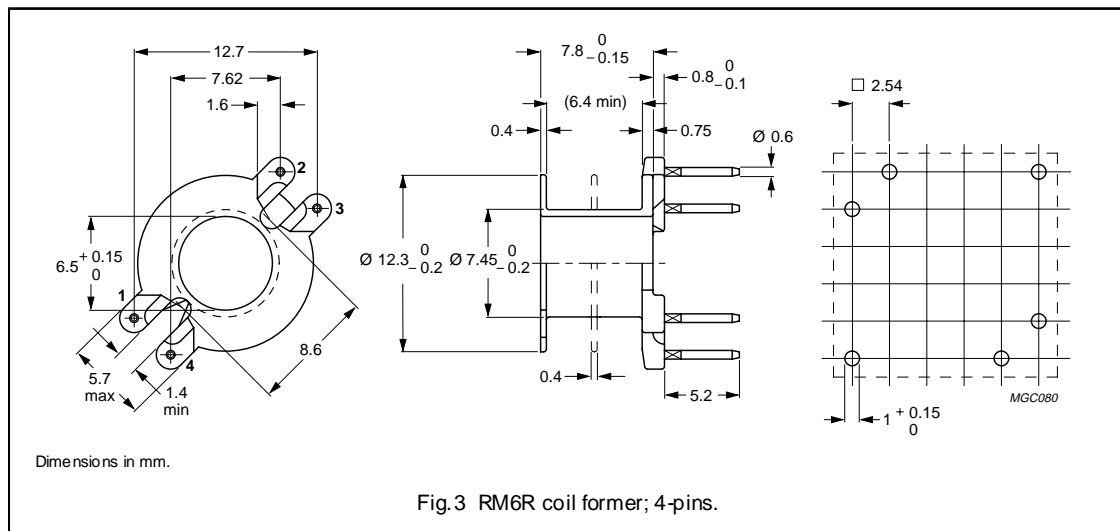 12.7
7.62
1.6
2
3
6.5 + 0.15 0
1
4
5.7 max
1.4 min
8.6
7.8 0 − 0.15
0.8 0 − 0.1
(6.4 min)
0.4
0.75
Ø 0.6
Ø 12.3 0 − 0.2
Ø 7.45 0 − 0.2
0.4
5.2
□ 2.54
MGC080
1 + 0.15 0
Dimensions in mm.
Fig.3 RM6R coil former; 4-pins.